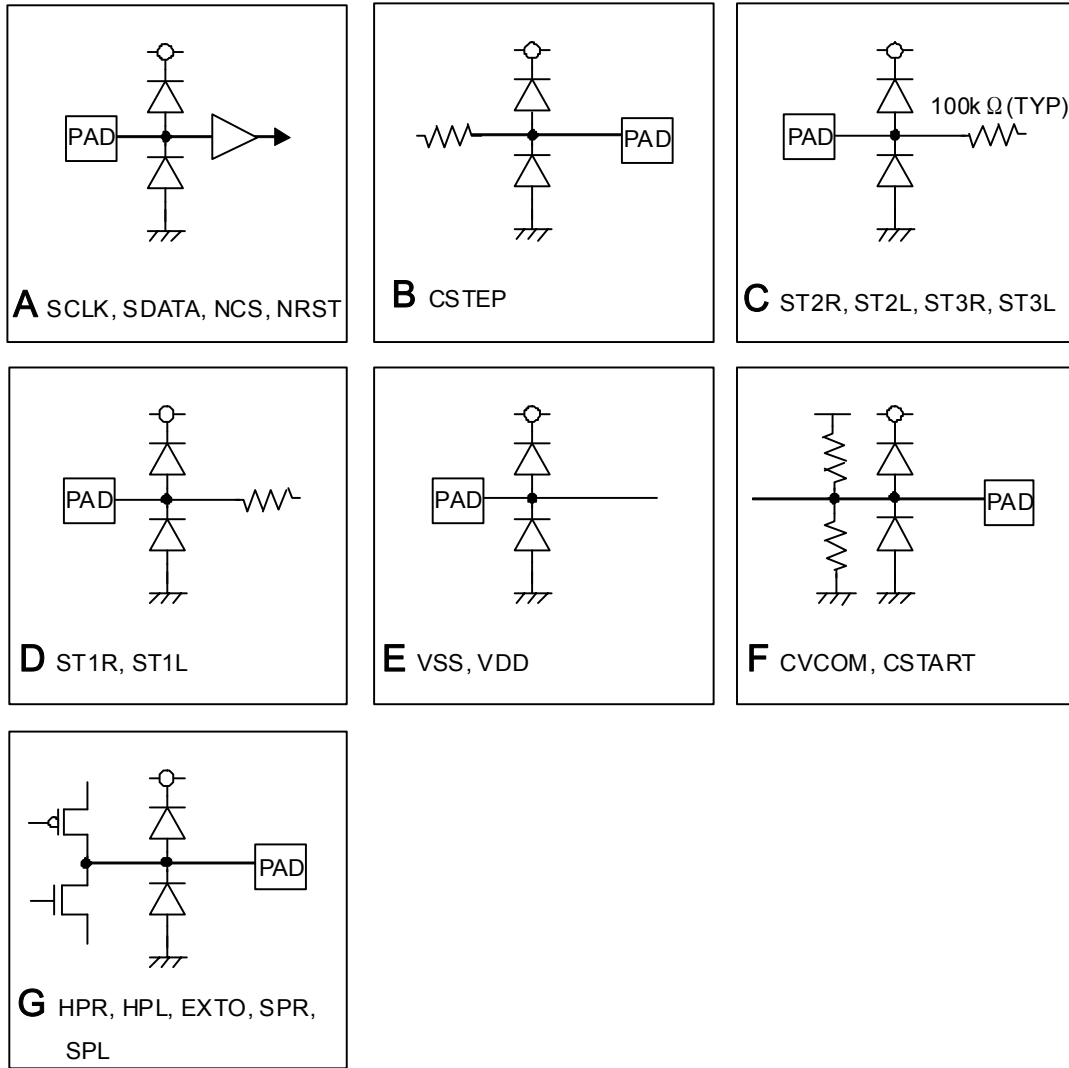 PAD
A SCLK, SDATA, NCS, NRST
PAD
B CSTEP
100kΩ(TYP)
PAD
C ST2R, ST2L, ST3R, ST3L
PAD
D ST1R, ST1L
PAD
E VSS, VDD
PAD
F CVCOM, CSTART
PAD
G HPR, HPL, EXTO, SPR,
SPL